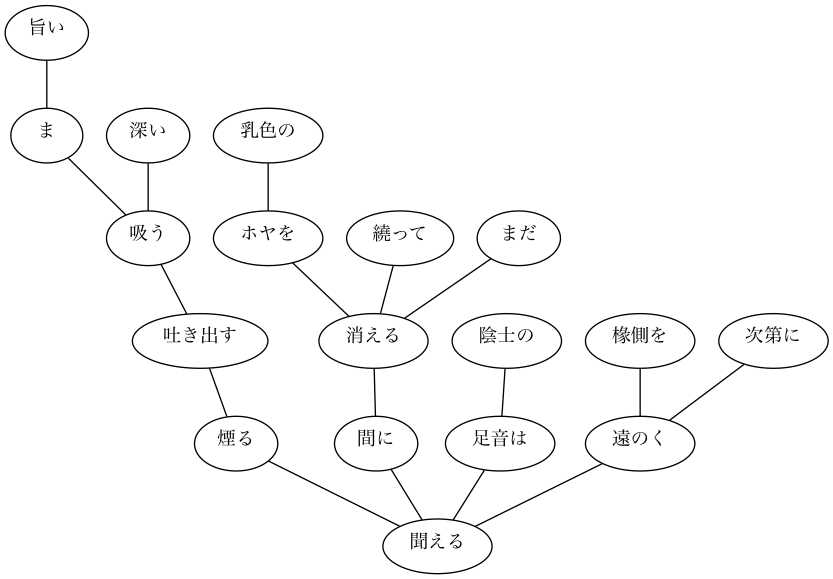 旨い
ま
深い
乳色の
吸う
ホヤを
繞って
まだ
吐き出す
消える
陰士の
椽側を
次第に
煙る
間に
足音は
遠のく
聞える